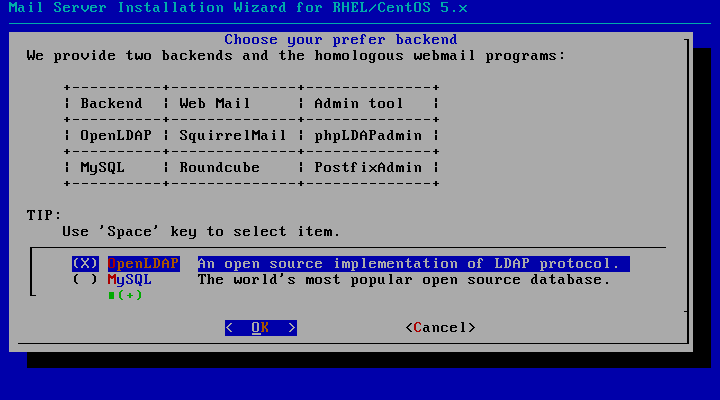 Mail Server Installation Wizard for RHEL/CentOS 5.x
Choose your prefer backend
We provide two backends and the homologous webmail programs:
+----------+--------------+--------------+
| Backend | Web Mail | Admin tool |
+----------+--------------+--------------+
| OpenLDAP | SquirrelMail | phpLDAPadmin |
+----------+--------------+--------------+
| MySQL | Roundcube | PostfixAdmin |
+----------+--------------+--------------+
TIP:
Use 'Space' key to select item.
(X) OpenLDAP An open source implementation of LDAP protocol.
( ) MySQL The world's most popular open source database.
(+)
< OK > <Cancel>